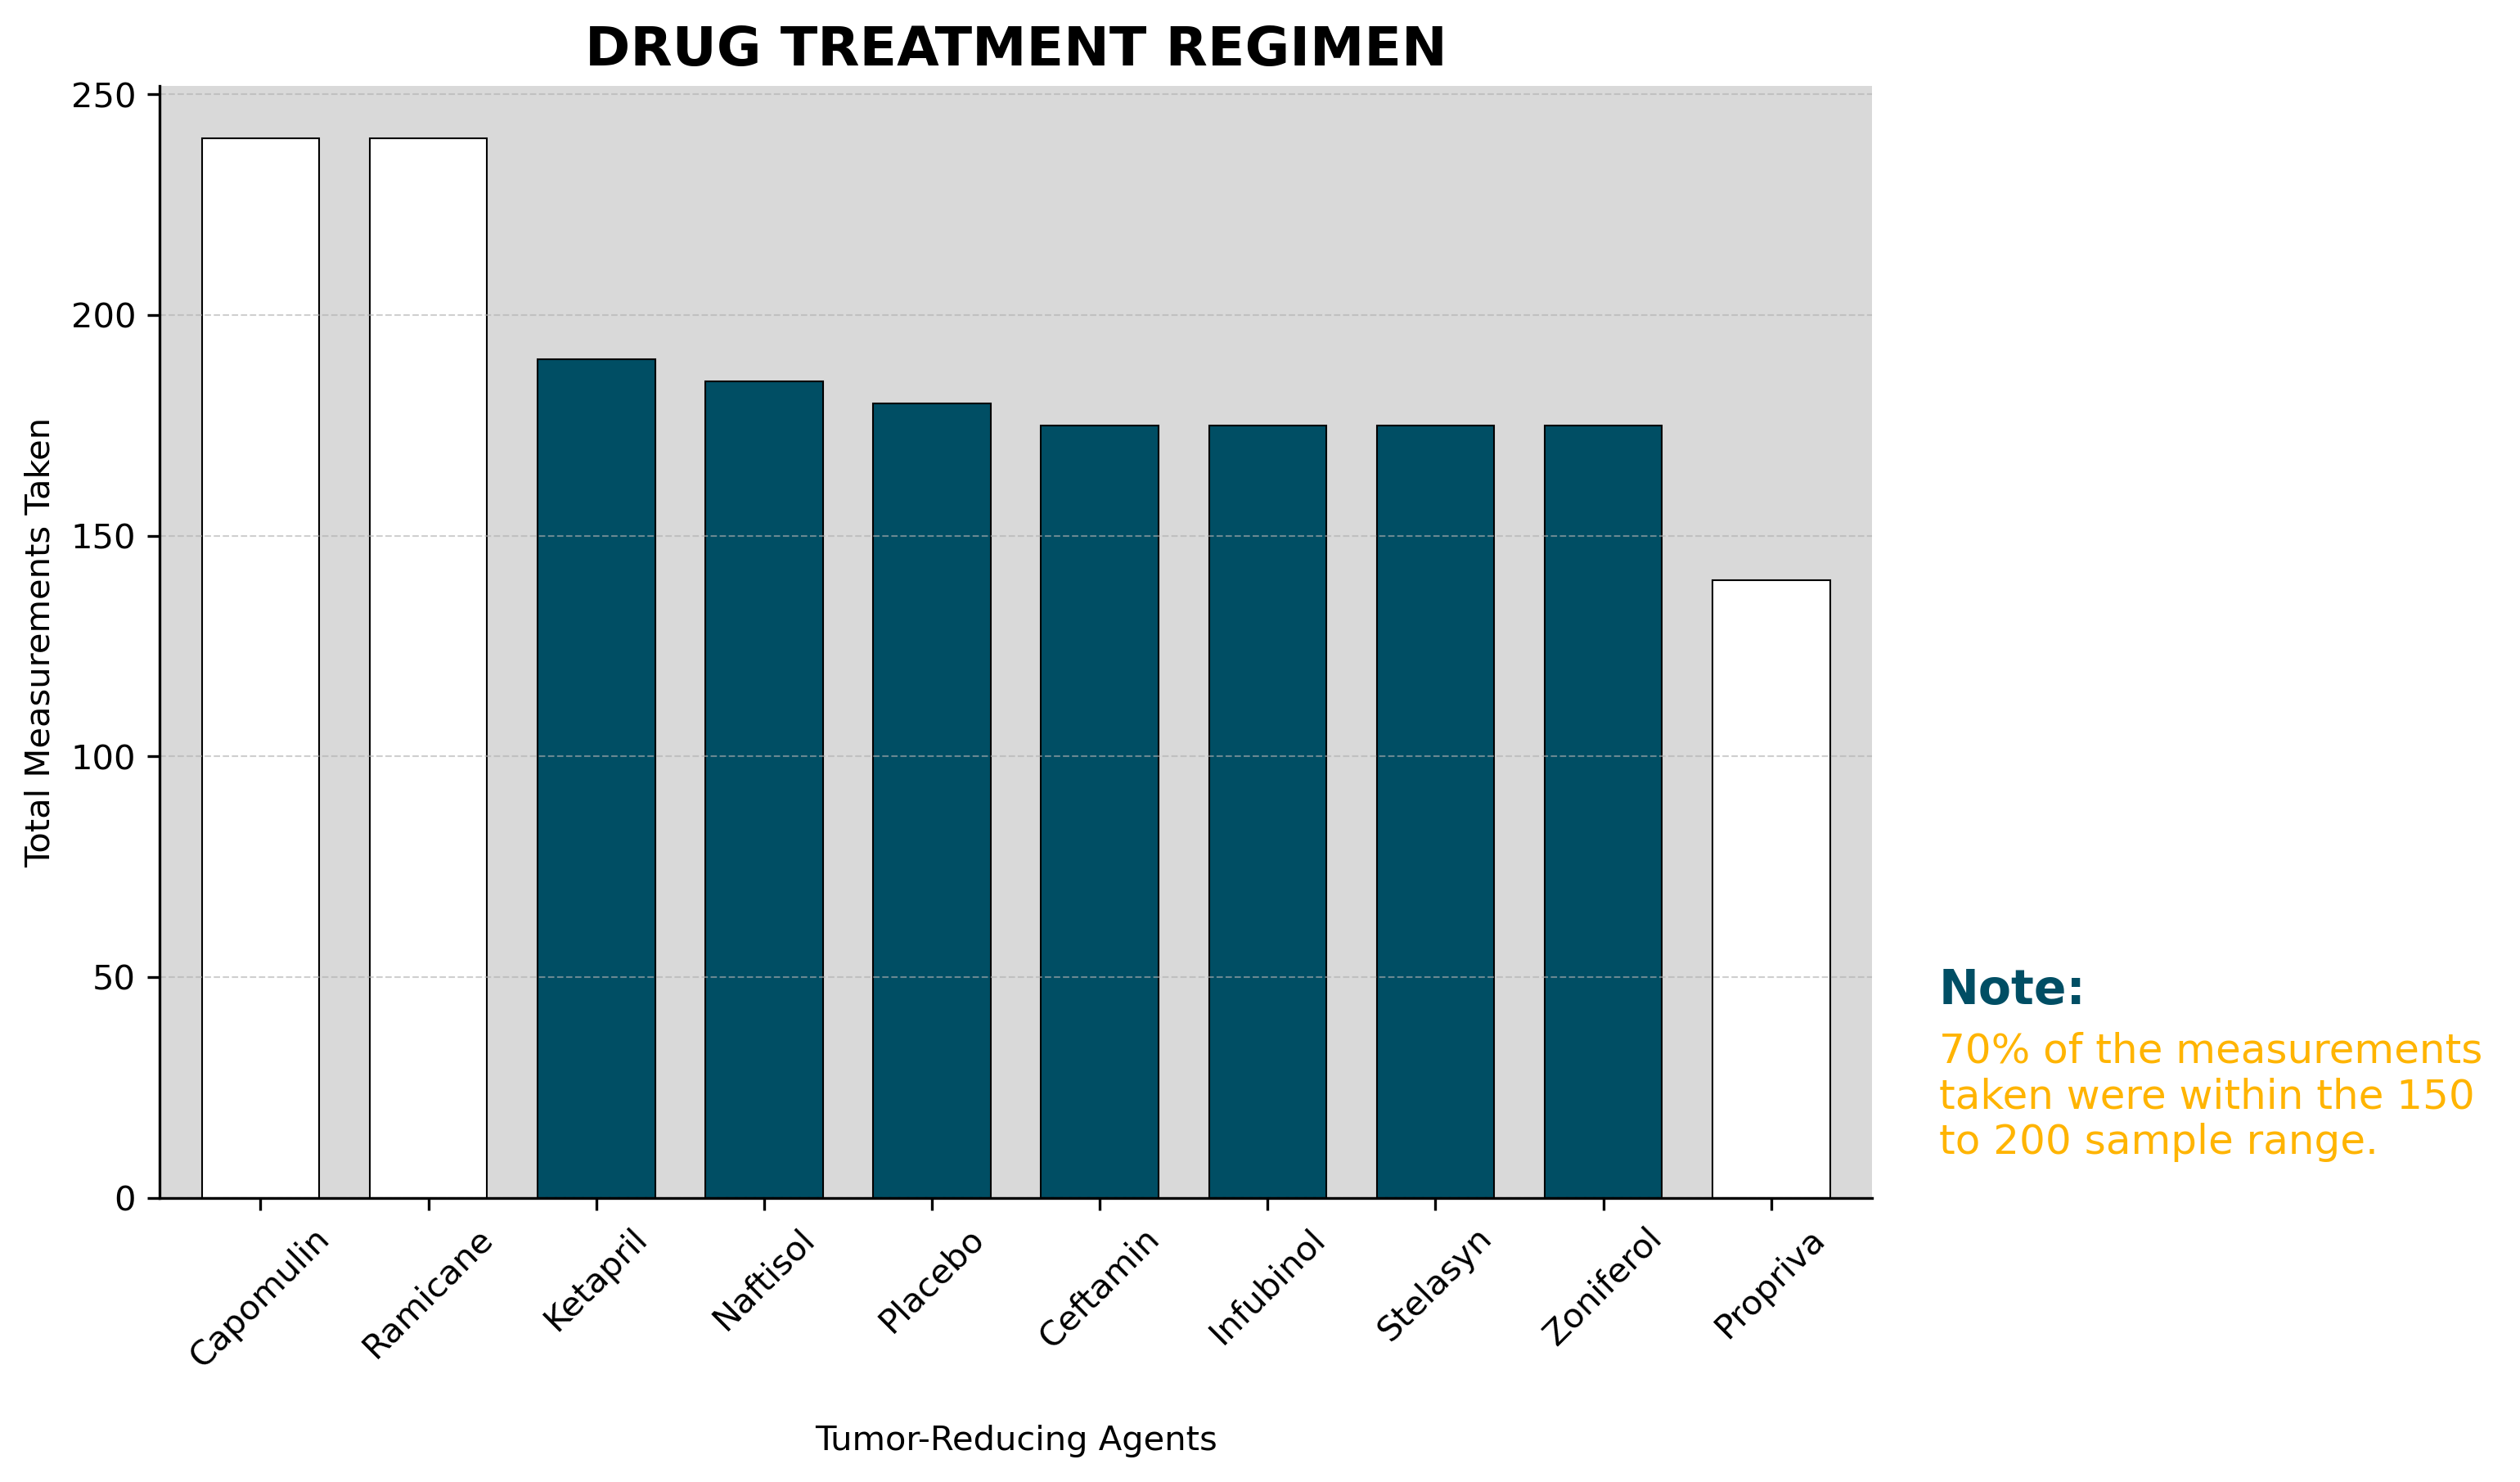 DRUG TREATMENT REGIMEN
Total Measurements Taken
250
200
150
100
50
0
Capomulin
Ramicane
Ketapril
Naftisol
Placebo
Ceftamin
Infubinol
Stelasyn
Zoniferol
Propriva
Tumor-Reducing Agents
Note:
70% of the measurements
taken were within the 150
to 200 sample range.